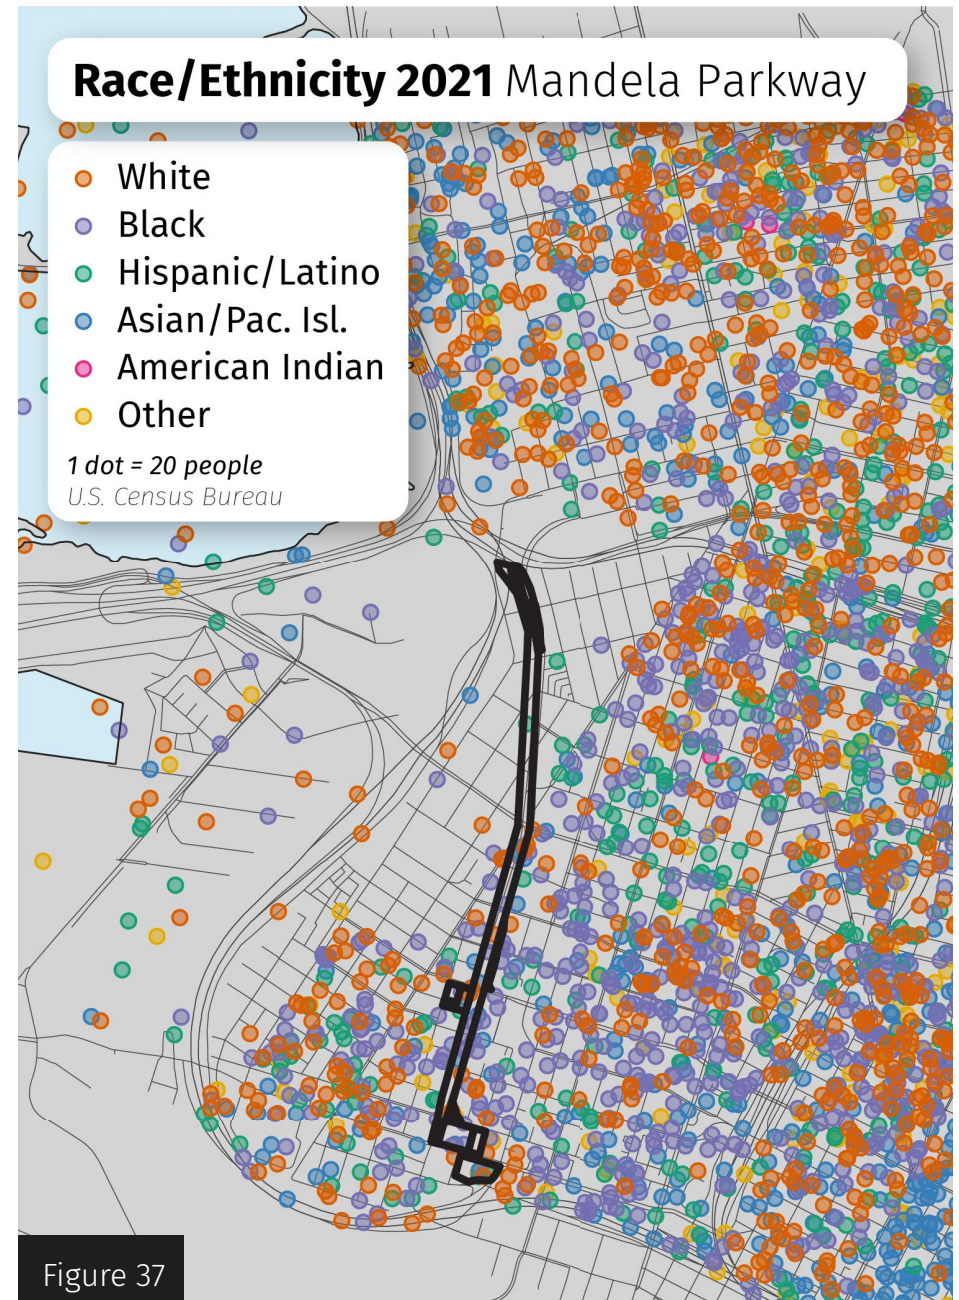 Race/Ethnicity 2021 Mandela Parkway
White
Black
Hispanic/Latino
Asian/Pac. Isl.
American Indian
Other
1 dot = 20 people
U.S. Census Bureau
Figure 37